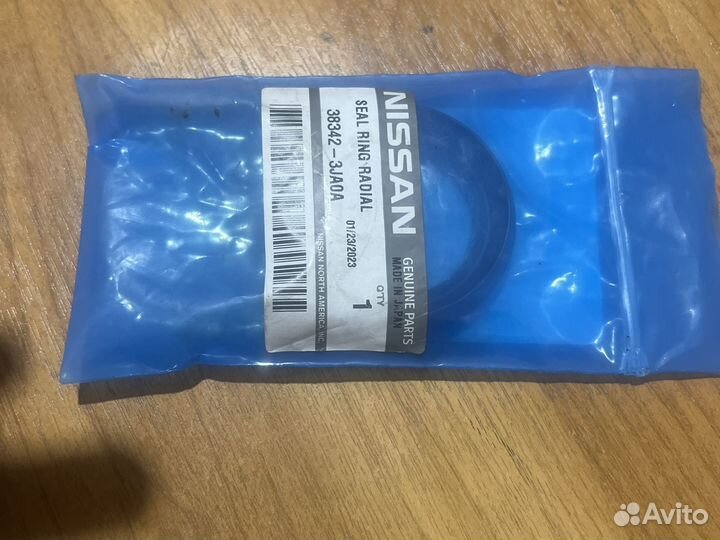 NISSAN
GENUINE PARTS
MADE IN JAPAN
SEAL RING RADIAL
38342-3JA0A
01/23/2023
Q'TY
1
NISSAN NORTH AMERICA INC.
Avito